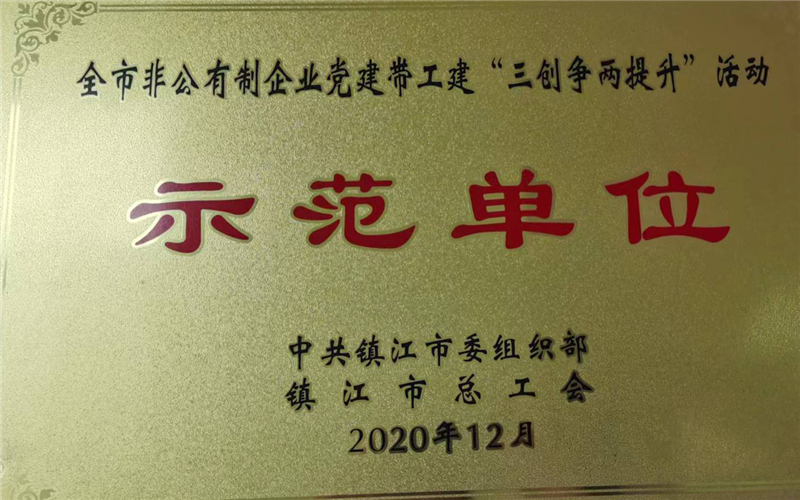 全市非公有制企业党建带工建“三创争两提升”活动
示范单位
中共镇江市委组织部
镇江市总工会
2020年12月